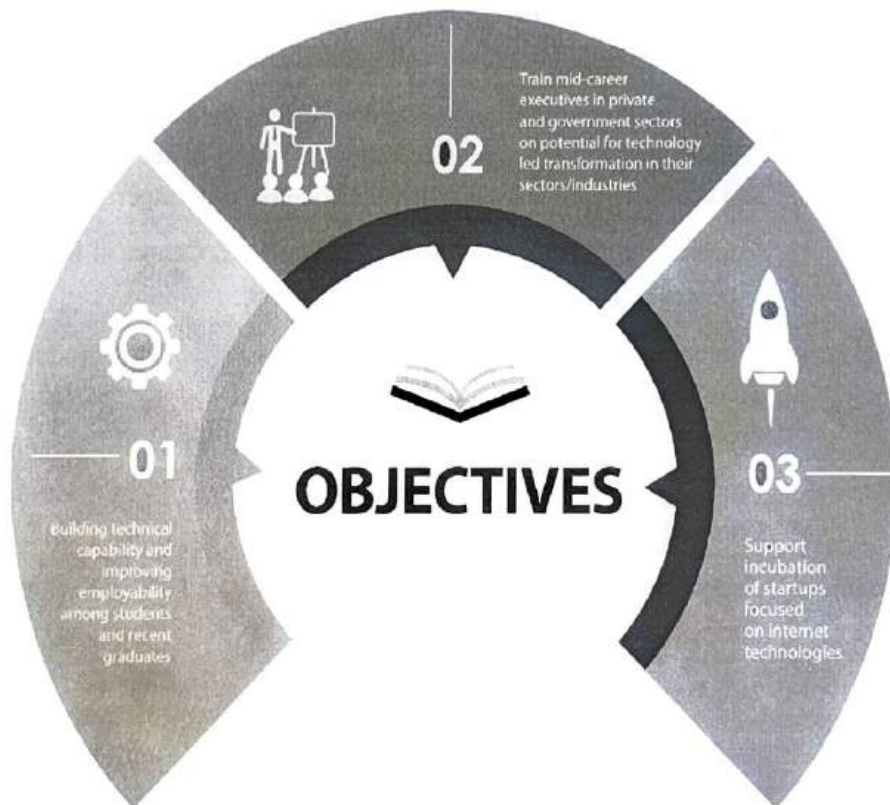 01
Building technical
capability and
improving
employability
among students
and recent
graduates
02
Train mid-career
executives in private
and government sectors
on potential for technology
led transformation in their
sectors/industries
OBJECTIVES
03
Support
incubation
of startups
focused
on internet
technologies